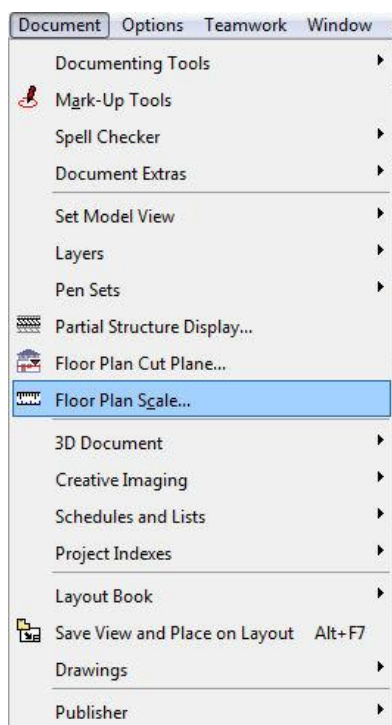 Document Options Teamwork Window
Documenting Tools
Mark-Up Tools
Spell Checker
Document Extras
Set Model View
Layers
Pen Sets
Partial Structure Display...
Floor Plan Cut Plane...
Floor Plan Scale...
3D Document
Creative Imaging
Schedules and Lists
Project Indexes
Layout Book
Save View and Place on Layout Alt+F7
Drawings
Publisher